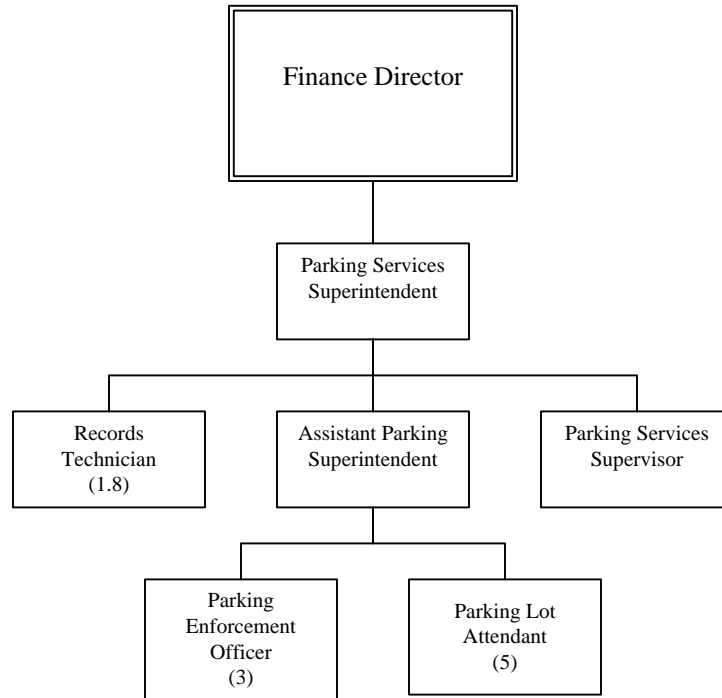 Finance Director
Parking Services
Superintendent
Records
Technician
(1.8)
Assistant Parking
Superintendent
Parking Services
Supervisor
Parking
Enforcement
Officer
(3)
Parking Lot
Attendant
(5)